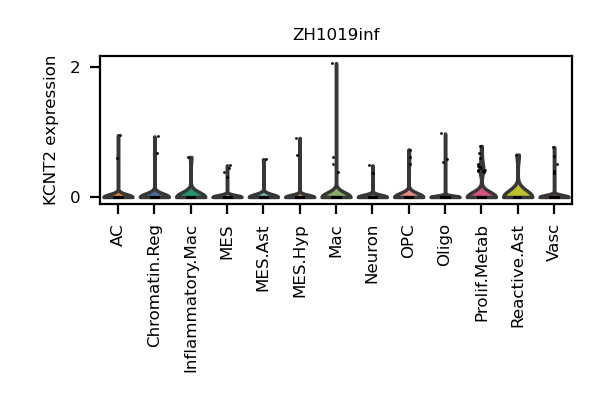 ZH1019inf
KCNT2 expression
2
0
AC
Chromatin.Reg
Inflammatory.Mac
MES
MES.Ast
MES.Hyp
Mac
Neuron
OPC
Oligo
Prolif.Metab
Reactive.Ast
Vasc